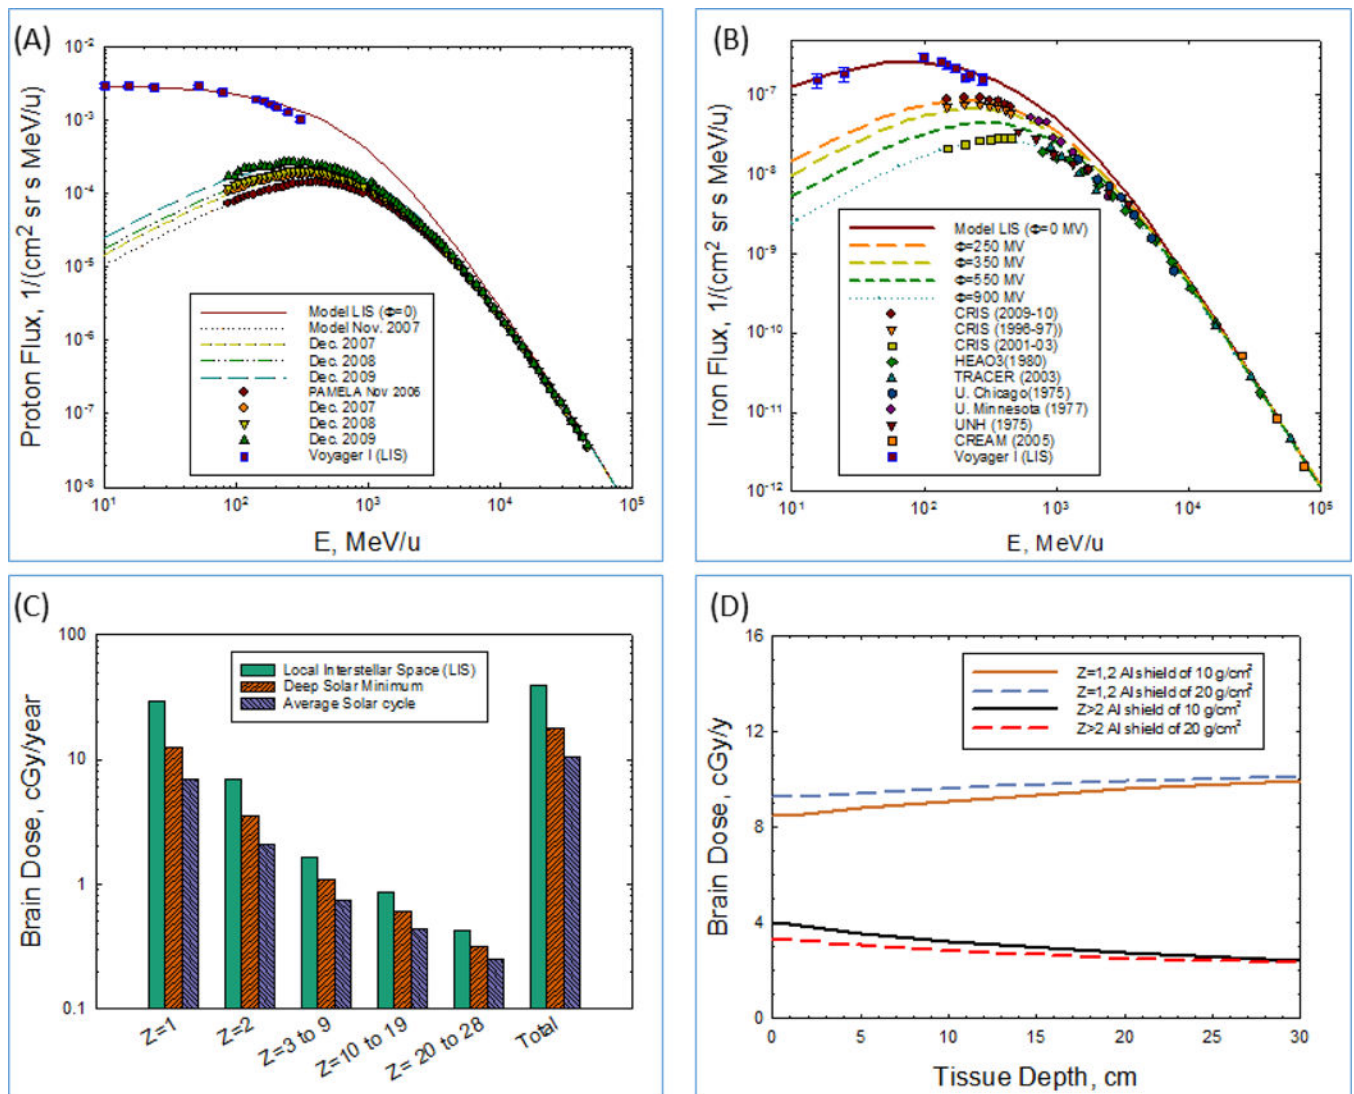 (A)
Proton Flux, 1/(cm² sr s MeV/u)
10⁻²
10⁻³
10⁻⁴
10⁻⁵
10⁻⁶
10⁻⁷
10⁻⁸
Model LIS (Φ=0)
Model Nov. 2007
Dec. 2007
Dec. 2008
Dec. 2009
PAMELA Nov 2006
Dec. 2007
Dec. 2008
Dec. 2009
Voyager I (LIS)
10¹ 10² 10³ 10⁴ 10⁵
E, MeV/u
(B)
Iron Flux, 1/(cm² sr s MeV/u)
10⁻⁷
10⁻⁸
10⁻⁹
10⁻¹⁰
10⁻¹¹
10⁻¹²
Model LIS (Φ=0 MV)
Φ=250 MV
Φ=350 MV
Φ=550 MV
Φ=900 MV
CRIS (2009-10)
CRIS (1996-97))
CRIS (2001-03)
HEAO3(1980)
TRACER (2003)
U. Chicago(1975)
U. Minnesota (1977)
UNH (1975)
CREAM (2005)
Voyager I (LIS)
10¹ 10² 10³ 10⁴ 10⁵
E, MeV/u
(C)
Brain Dose, cGy/year
100
10
1
0.1
Local Interstellar Space (LIS)
Deep Solar Minimum
Average Solar cycle
Z=1
Z=2
Z=3 to 9
Z=10 to 19
Z= 20 to 28
Total
(D)
Brain Dose, cGy/y
16
12
8
4
0
Z=1,2 Al shield of 10 g/cm²
Z=1,2 Al shield of 20 g/cm²
Z>2 Al shield of 10 g/cm²
Z>2 Al shield of 20 g/cm²
0 5 10 15 20 25 30
Tissue Depth, cm